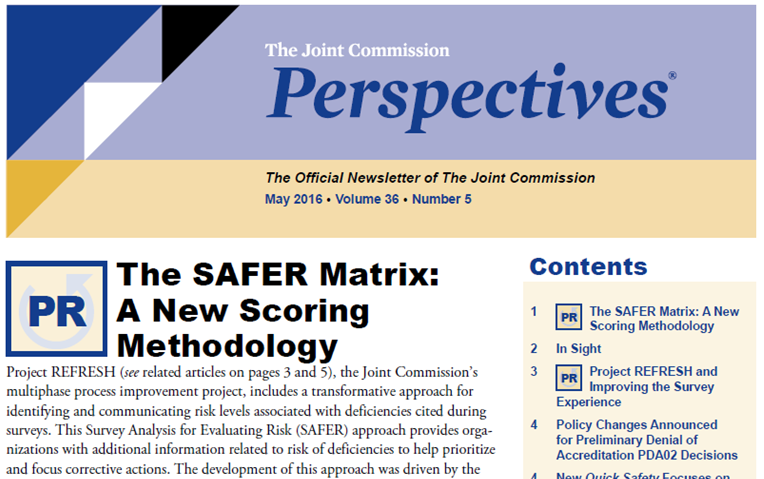 The Joint Commission
Perspectives®
The Official Newsletter of The Joint Commission
May 2016 • Volume 36 • Number 5
PR
The SAFER Matrix:
A New Scoring
Methodology
Project REFRESH (see related articles on pages 3 and 5), the Joint Commission's
multiphase process improvement project, includes a transformative approach for
identifying and communicating risk levels associated with deficiencies cited during
surveys. This Survey Analysis for Evaluating Risk (SAFER) approach provides orga-
nizations with additional information related to risk of deficiencies to help prioritize
and focus corrective actions. The development of this approach was driven by the
Contents
1 PR The SAFER Matrix: A New
Scoring Methodology
2 In Sight
3 PR Project REFRESH and
Improving the Survey
Experience
4 Policy Changes Announced
for Preliminary Denial of
Accreditation PDA02 Decisions
4 New Quick Safety Focuses on